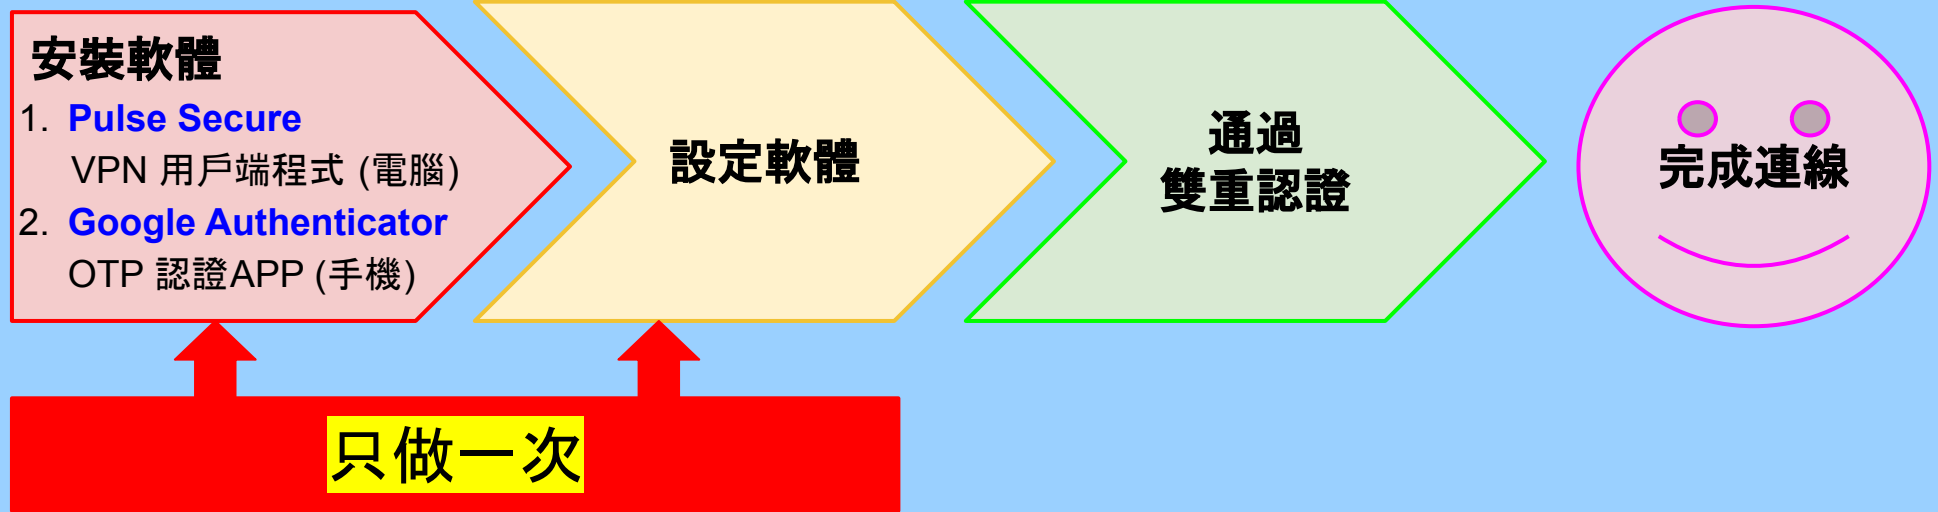 安裝軟體
1. Pulse Secure
VPN 用戶端程式 (電腦)
2. Google Authenticator
OTP 認證APP (手機)
設定軟體
通過
雙重認證
完成連線
只做一次